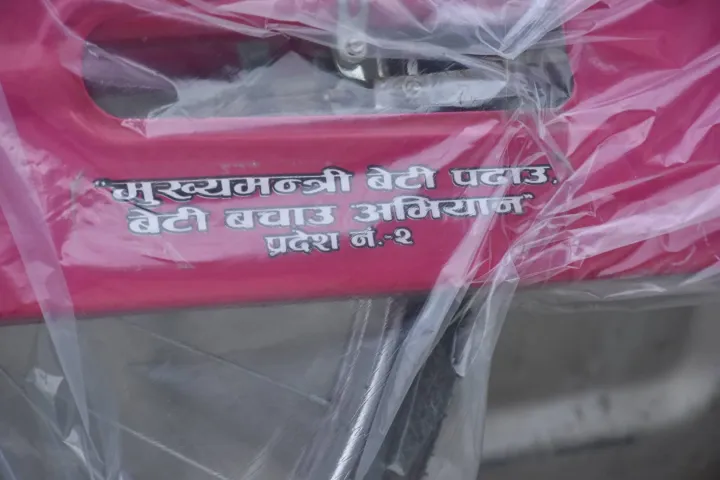 "मुख्यमन्त्री बेटी पढाउ,
बेटी बचाउ अभियान"
प्रदेश नं.-२